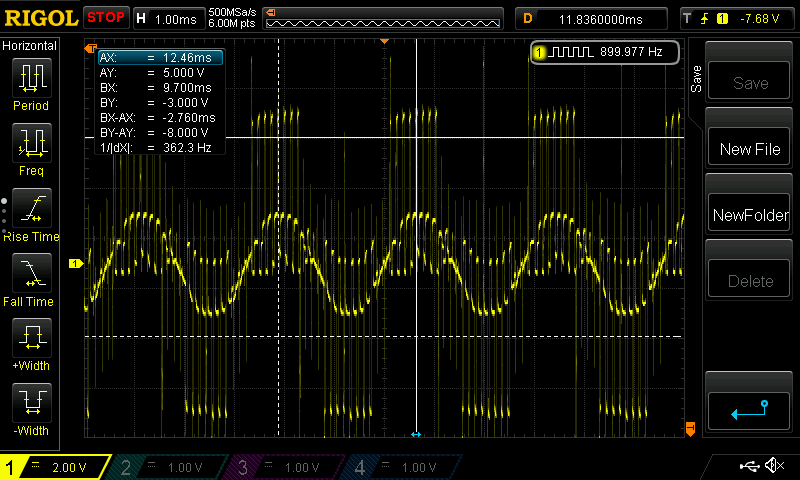 RIGOL STOP H 1.00ms 500MSa/s 6.00M pts D 11.8360000ms T 1 -7.68 V
Horizontal
Period
Freq
Rise Time
Fall Time
+Width
-Width
AX: = 12.46ms
AY: = 5.000 V
BX: = 9.700ms
BY: = -3.000 V
BX-AX: = -2.760ms
BY-AY: = -8.000 V
1/|dX|: = 362.3 Hz
1 899.977 Hz
T
1
T
Save
Save
New File
NewFolder
Delete
1 = 2.00 V 2 = 1.00 V 3 = 1.00 V 4 = 1.00 V